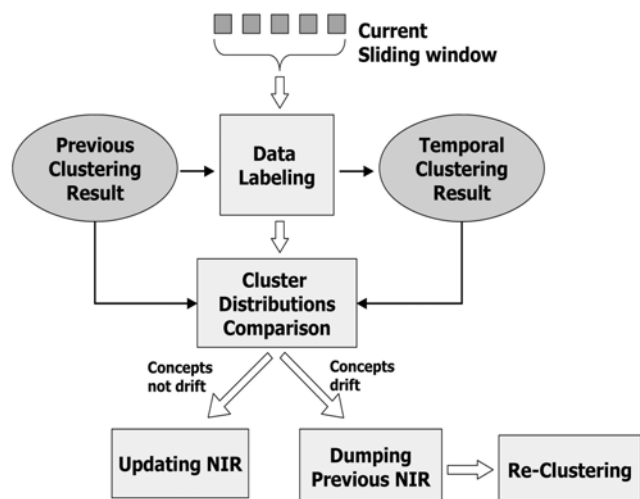 Current
Sliding window
Previous
Clustering
Result
Data
Labeling
Temporal
Clustering
Result
Cluster
Distributions
Comparison
Concepts
not drift
Concepts
drift
Updating NIR
Dumping
Previous NIR
Re-Clustering